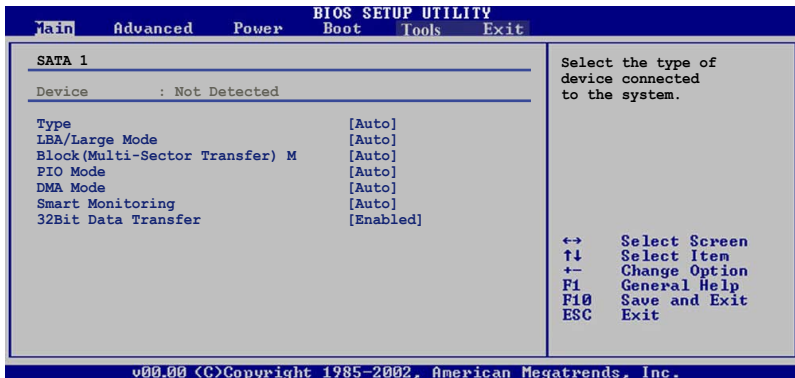 BIOS SETUP UTILITY
Main Advanced Power Boot Tools Exit
SATA 1
Device : Not Detected
Type [Auto]
LBA/Large Mode [Auto]
Block(Multi-Sector Transfer) M [Auto]
PIO Mode [Auto]
DMA Mode [Auto]
Smart Monitoring [Auto]
32Bit Data Transfer [Enabled]
Select the type of
device connected
to the system.
←→ Select Screen
↑↓ Select Item
+- Change Option
F1 General Help
F10 Save and Exit
ESC Exit
v00.00 (C)Copyright 1985-2002, American Megatrends, Inc.